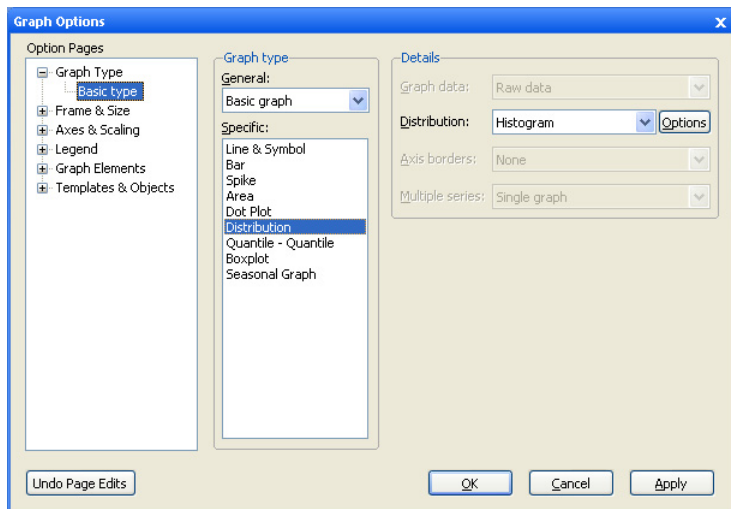 Graph Options
X
Option Pages
Graph Type
Basic type
Frame & Size
Axes & Scaling
Legend
Graph Elements
Templates & Objects
Graph type
General:
Basic graph
Specific:
Line & Symbol
Bar
Spike
Area
Dot Plot
Distribution
Quantile - Quantile
Boxplot
Seasonal Graph
Details
Graph data: Raw data
Distribution: Histogram Options
Axis borders: None
Multiple series: Single graph
Undo Page Edits
OK
Cancel
Apply